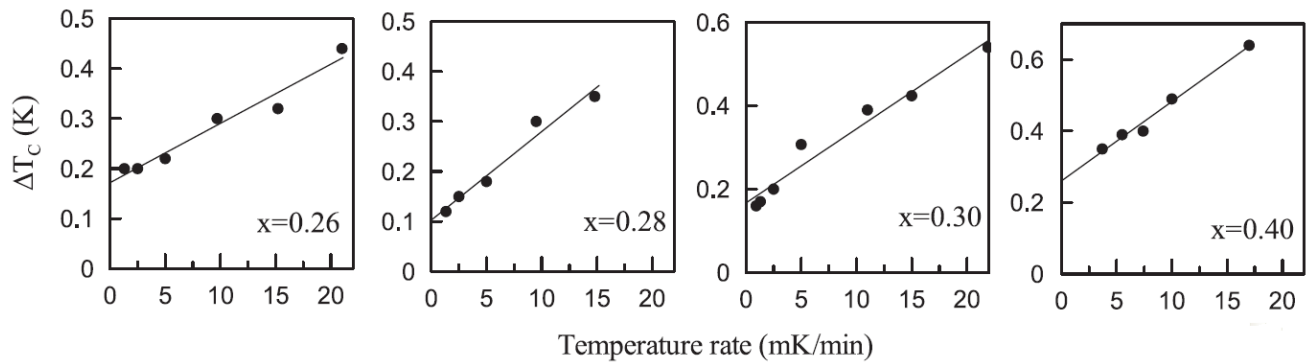 0.5 0.5 0.6
0.4 0.4 0.6
0.3 0.3 0.4 0.4
0.2 0.2 0.2 0.2
0.1 0.1
0 0 0 0
ΔT_C (K)
x=0.26 x=0.28 x=0.30 x=0.40
0 5 10 15 20 0 5 10 15 20 0 5 10 15 20 0 5 10 15 20
Temperature rate (mK/min)